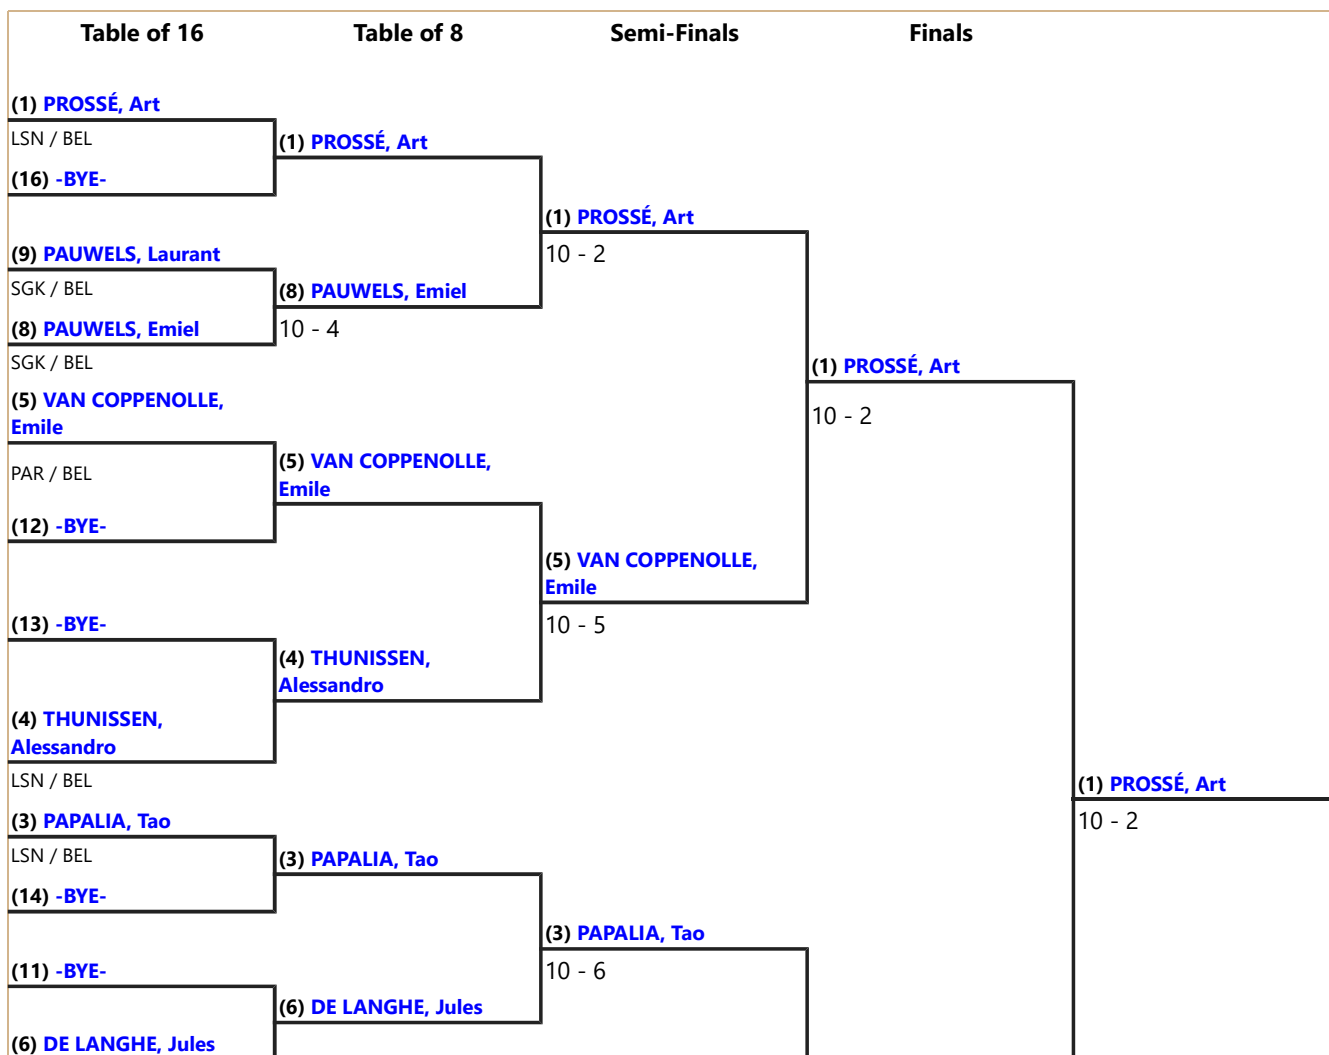 Table of 16
Table of 8
Semi-Finals
Finals
(1) PROSSÉ, Art
LSN / BEL
(16) -BYE-
(9) PAUWELS, Laurant
SGK / BEL
(8) PAUWELS, Emiel
SGK / BEL
(5) VAN COPPENOLLE,
Emile
PAR / BEL
(12) -BYE-
(13) -BYE-
(4) THUNISSEN,
Alessandro
LSN / BEL
(3) PAPALIA, Tao
LSN / BEL
(14) -BYE-
(11) -BYE-
(6) DE LANGHE, Jules
(1) PROSSÉ, Art
(8) PAUWELS, Emiel
10 - 4
(5) VAN COPPENOLLE,
Emile
(4) THUNISSEN,
Alessandro
(3) PAPALIA, Tao
(6) DE LANGHE, Jules
(1) PROSSÉ, Art
10 - 2
(5) VAN COPPENOLLE,
Emile
10 - 5
(3) PAPALIA, Tao
10 - 6
(1) PROSSÉ, Art
10 - 2
(1) PROSSÉ, Art
10 - 2